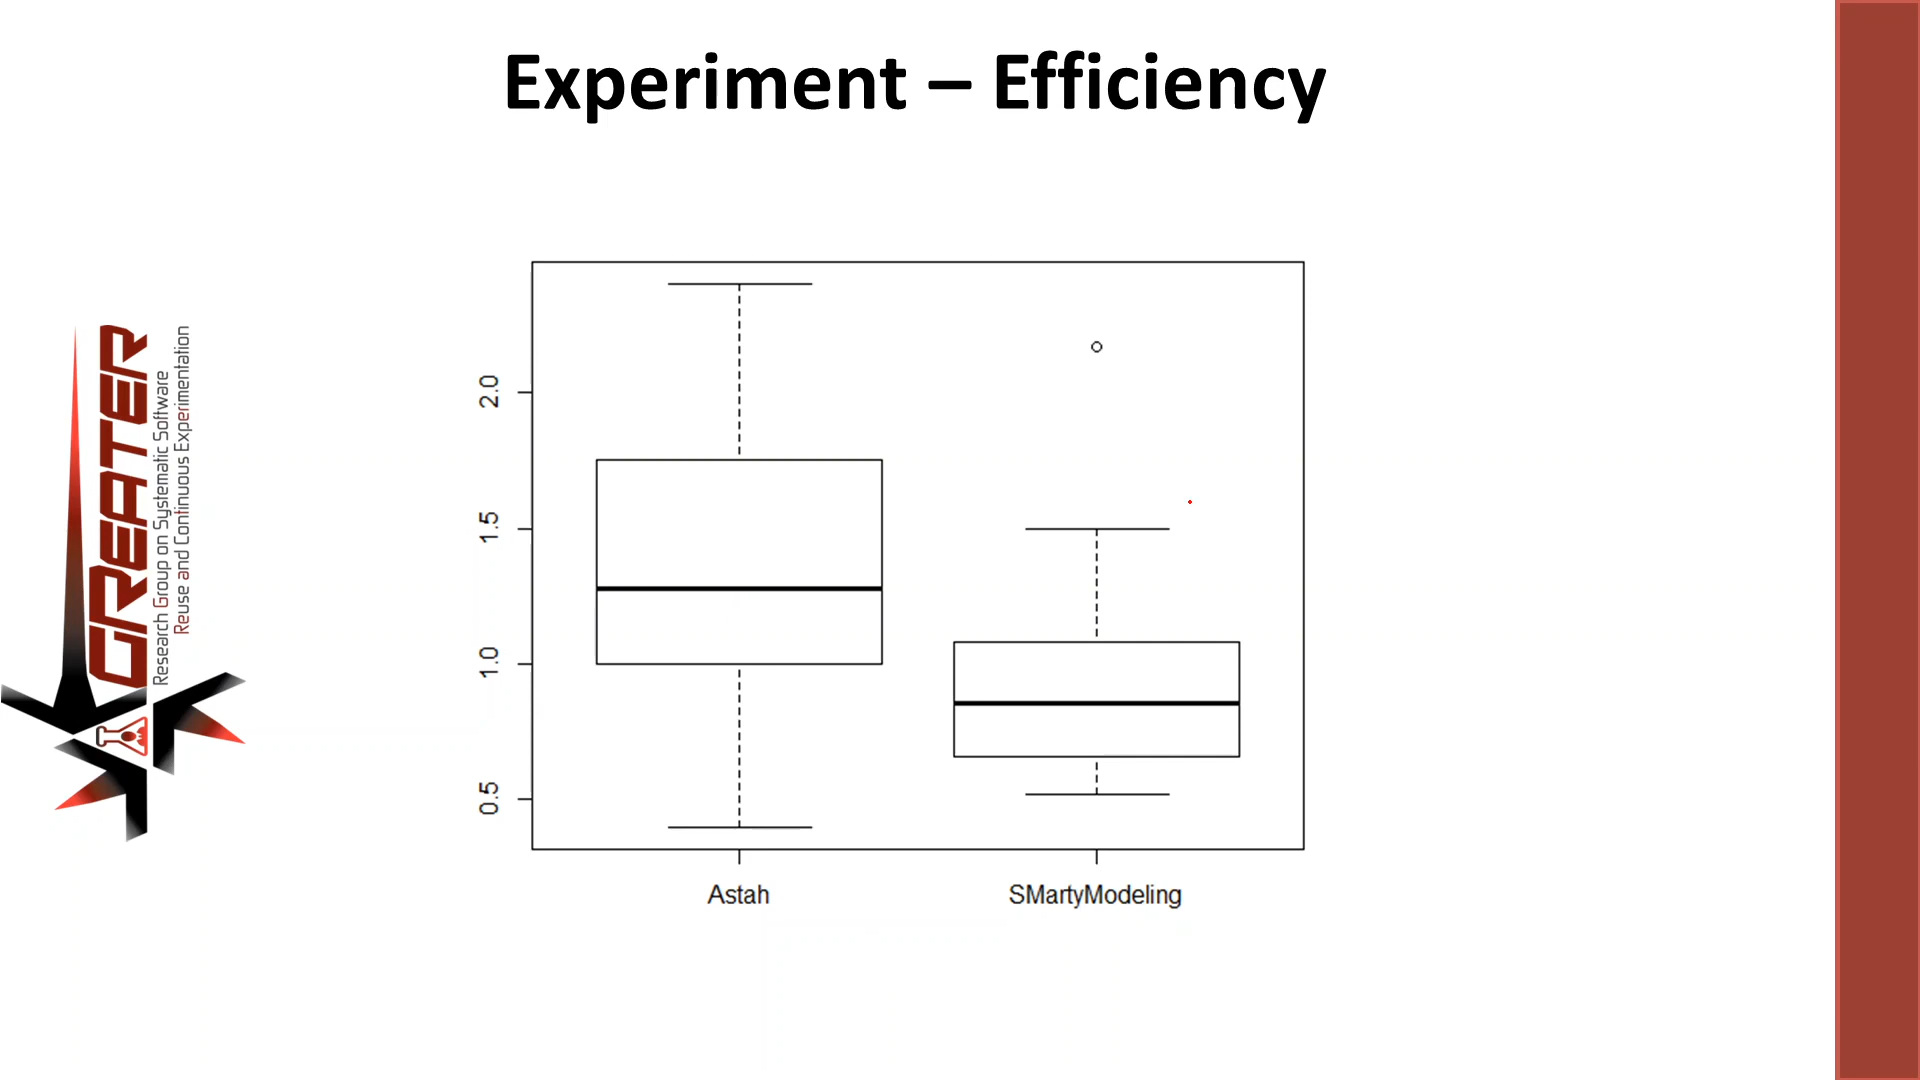 Experiment – Efficiency
GREATER
Research Group on Systematic Software
Reuse and Continuous Experimentation
2.0
1.5
1.0
0.5
Astah
SMartyModeling